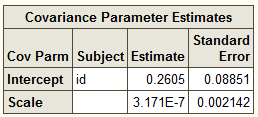 Covariance Parameter Estimates
Cov Parm Subject Estimate Standard Error
Intercept id 0.2605 0.08851
Scale 3.171E-7 0.002142